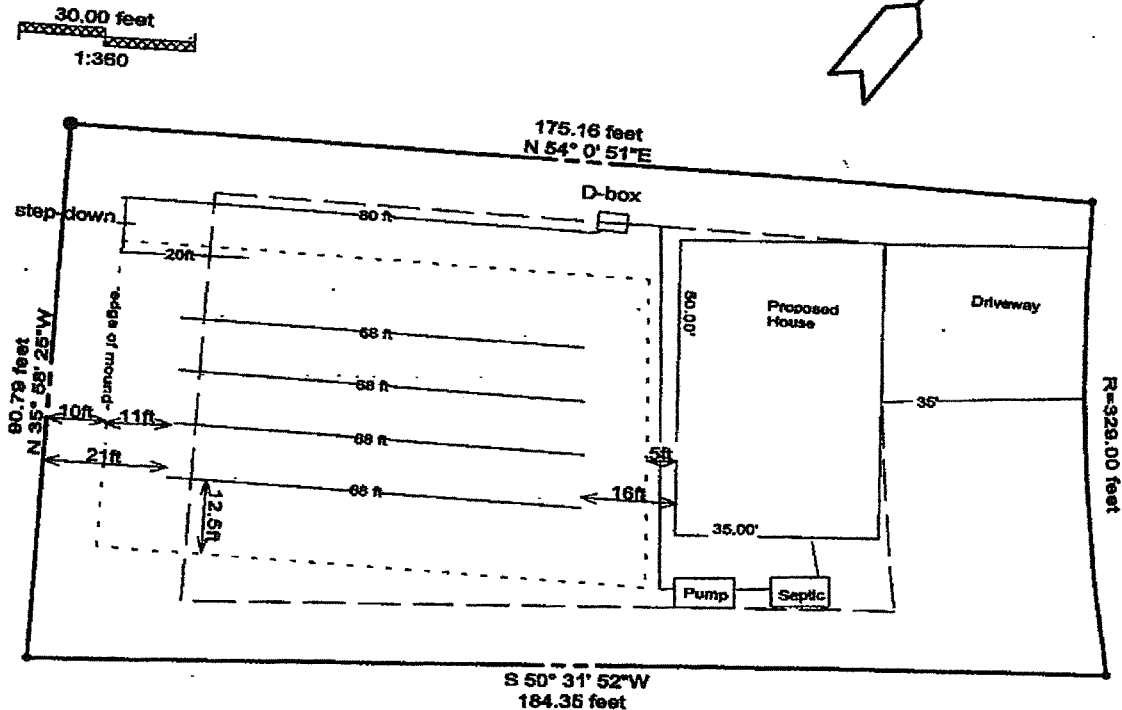 30.00 feet
1:360
175.16 feet
N 54° 0' 51"E
D-box
step-down
80 ft
20ft
edge of mound
50.00'
Proposed
House
Driveway
68 ft
68 ft
68 ft
68 ft
90.79 feet
N 35° 58' 25"W
10ft
11ft
21ft
12.5ft
5ft
16ft
35'
R=329.00 feet
35.00'
Pump
Septic
S 50° 31' 52"W
184.35 feet